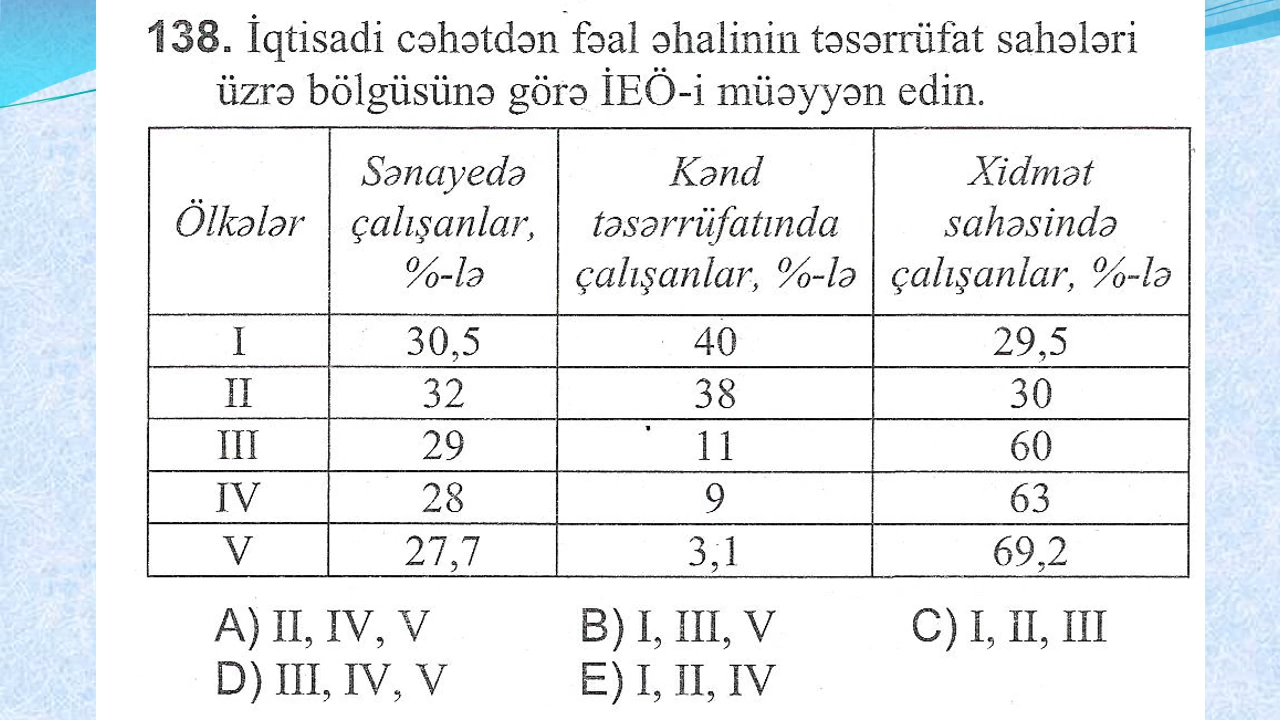 138. İqtisadi cəhətdən fəal əhalinin təsərrüfat sahələri
üzrə bölgüsünə görə İEÖ-i müəyyən edin.
Ölkələr | Sənayedə çalışanlar, %-lə | Kənd təsərrüfatında çalışanlar, %-lə | Xidmət sahəsində çalışanlar, %-lə
I | 30,5 | 40 | 29,5
II | 32 | 38 | 30
III | 29 | 11 | 60
IV | 28 | 9 | 63
V | 27,7 | 3,1 | 69,2
A) II, IV, V B) I, III, V C) I, II, III
D) III, IV, V E) I, II, IV